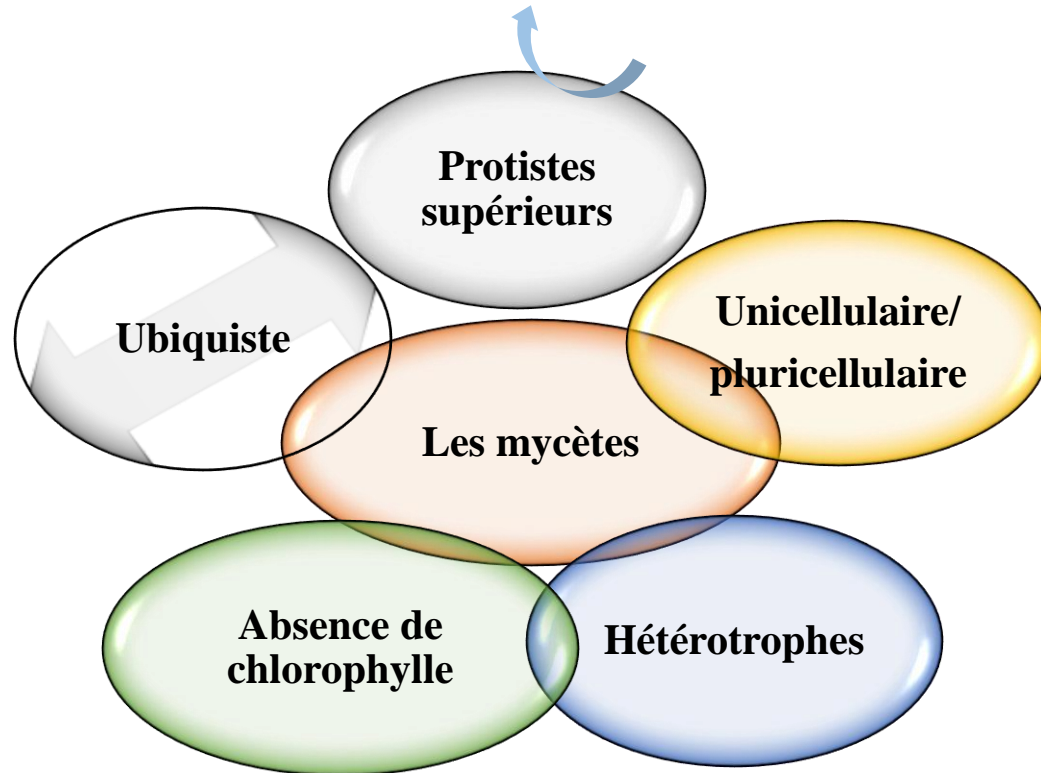 Protistes
supérieurs
Ubiquiste
Unicellulaire/
pluricellulaire
Les mycètes
Absence de
chlorophylle
Hétérotrophes